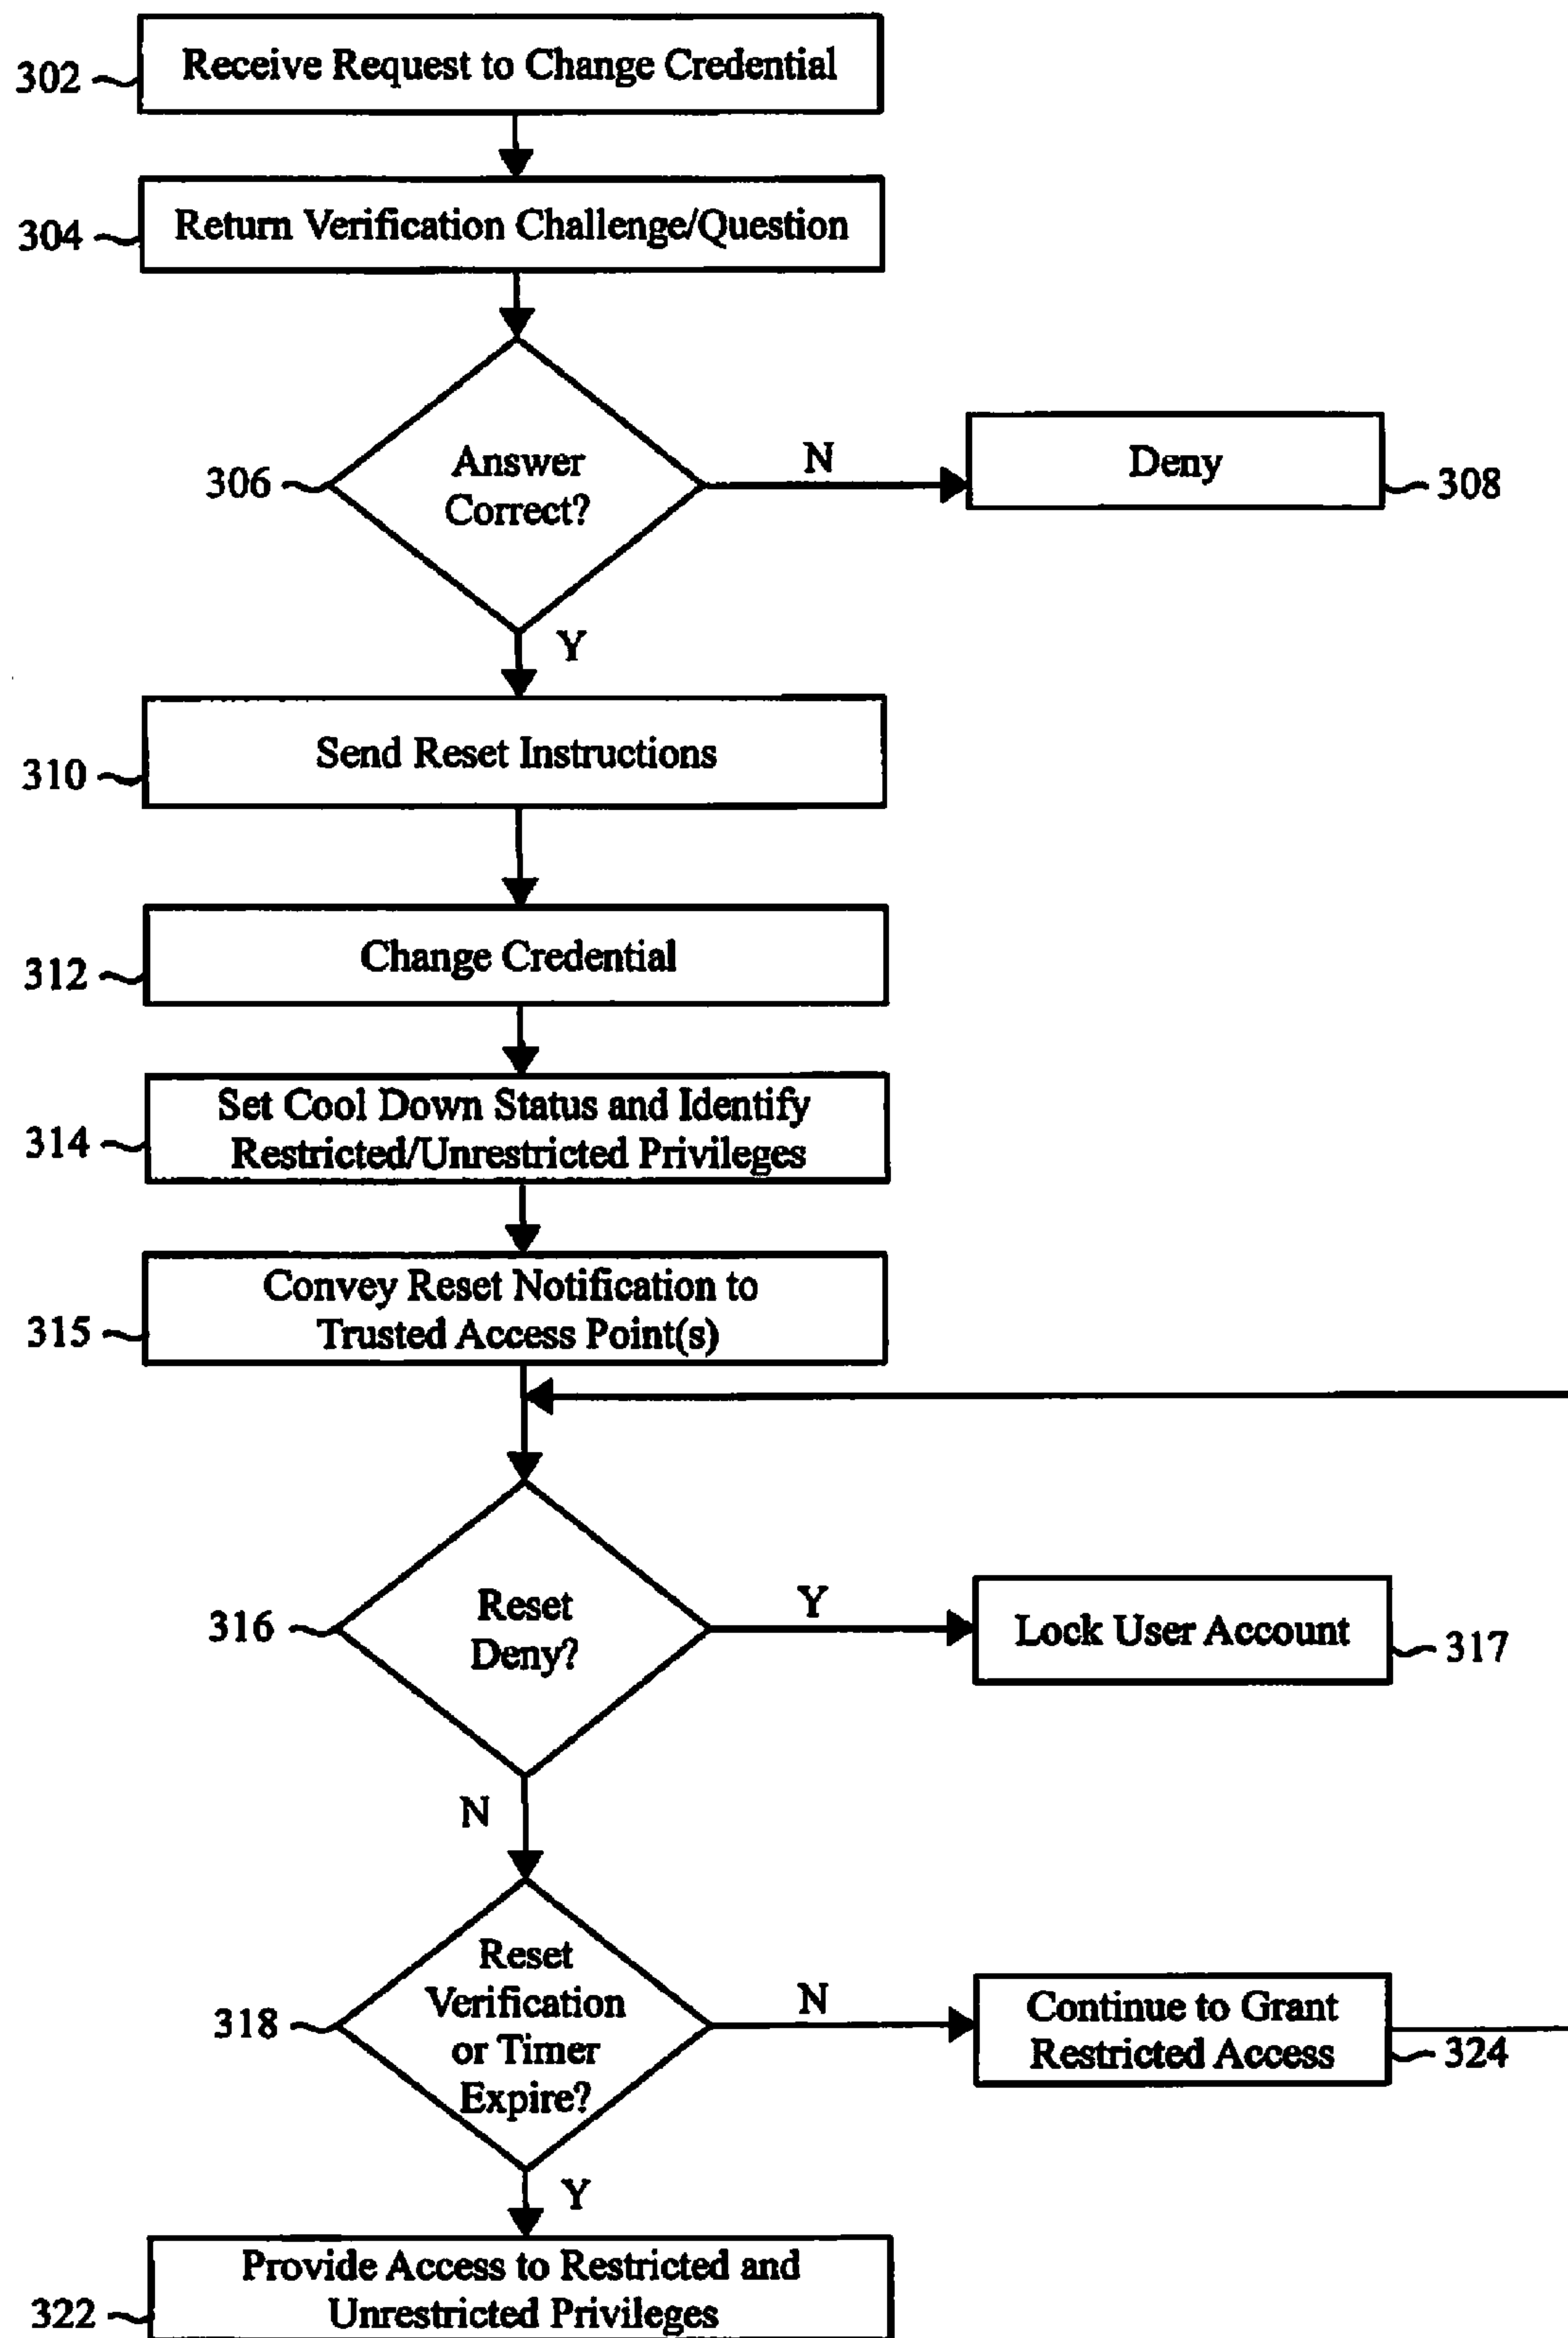 Receive Request to Change Credential
302
Return Verification Challenge/Question
304
Answer
Correct?
306
N
Deny
308
Y
Send Reset Instructions
310
Change Credential
312
Set Cool Down Status and Identify
Restricted/Unrestricted Privileges
314
Convey Reset Notification to
Trusted Access Point(s)
315
Reset
Deny?
316
Y
Lock User Account
317
N
Reset
Verification
or Timer
Expire?
318
N
Continue to Grant
Restricted Access
324
Y
Provide Access to Restricted and
Unrestricted Privileges
322